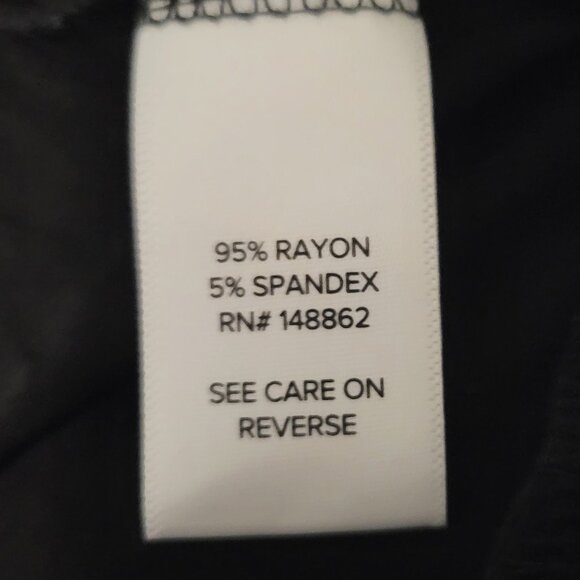 95% RAYON
5% SPANDEX
RN# 148862
SEE CARE ON
REVERSE